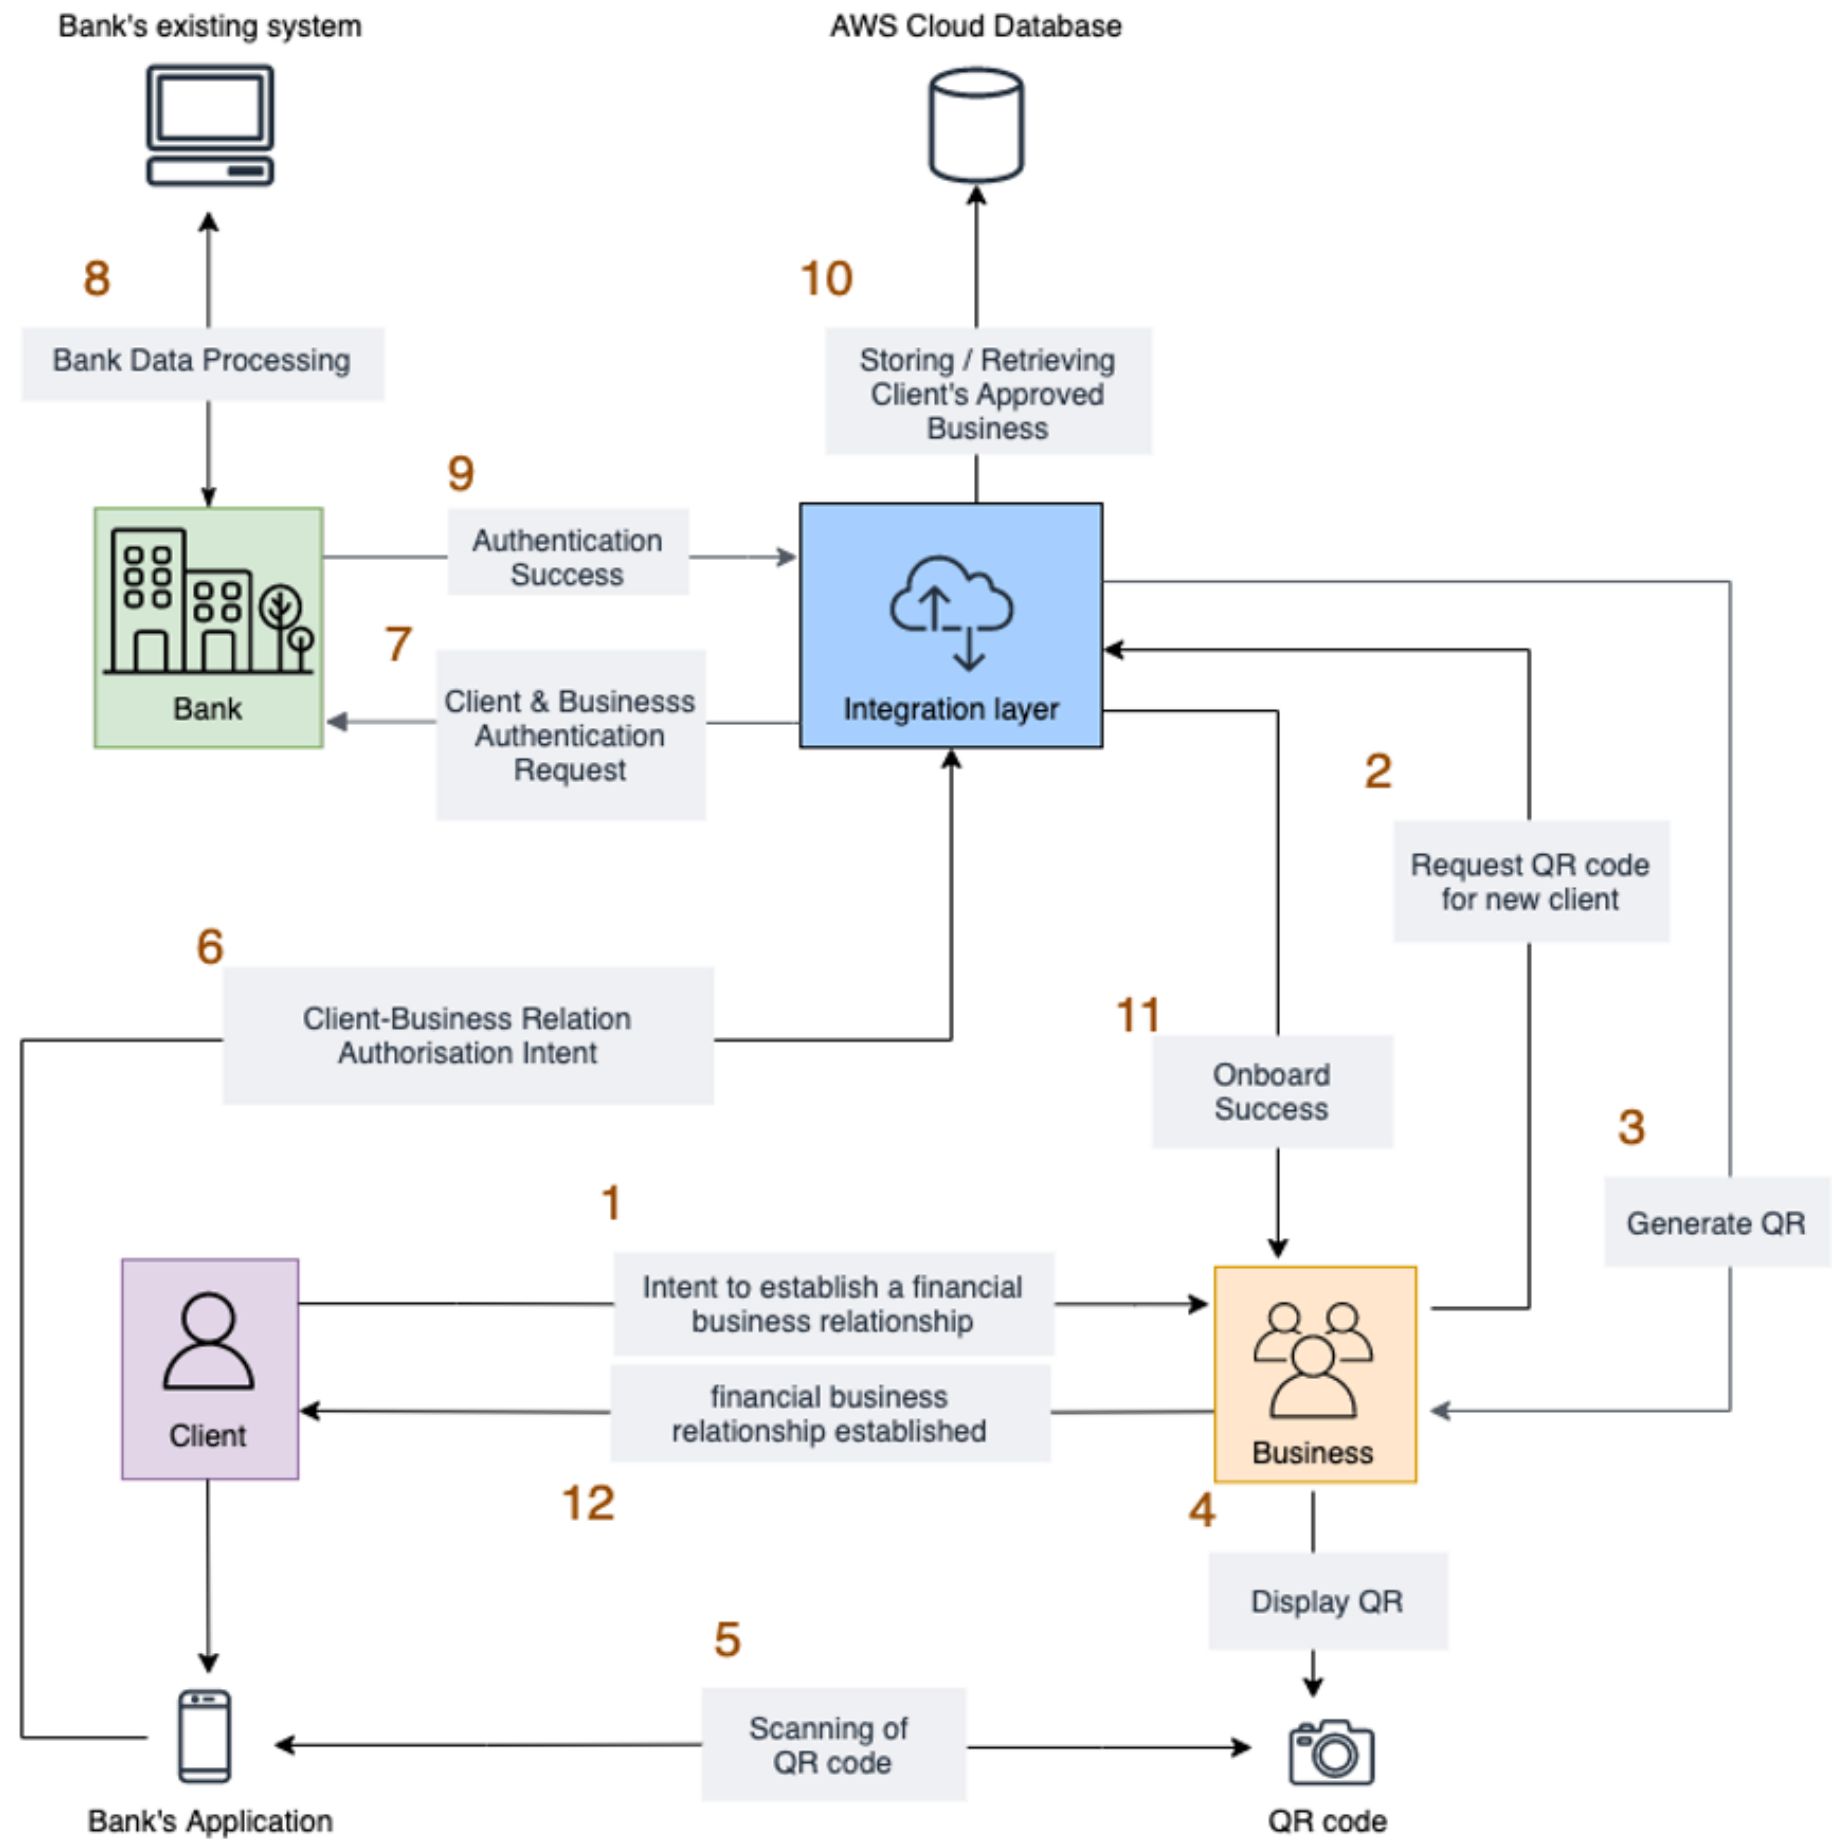 Bank's existing system
AWS Cloud Database
8
10
Bank Data Processing
Storing / Retrieving
Client's Approved
Business
9
Authentication
Success
7
Client & Businesss
Authentication
Request
Bank
Integration layer
2
Request QR code
for new client
6
Client-Business Relation
Authorisation Intent
11
Onboard
Success
3
Generate QR
1
Intent to establish a financial
business relationship
financial business
relationship established
Client
Business
12
4
Display QR
5
Scanning of
QR code
Bank's Application
QR code